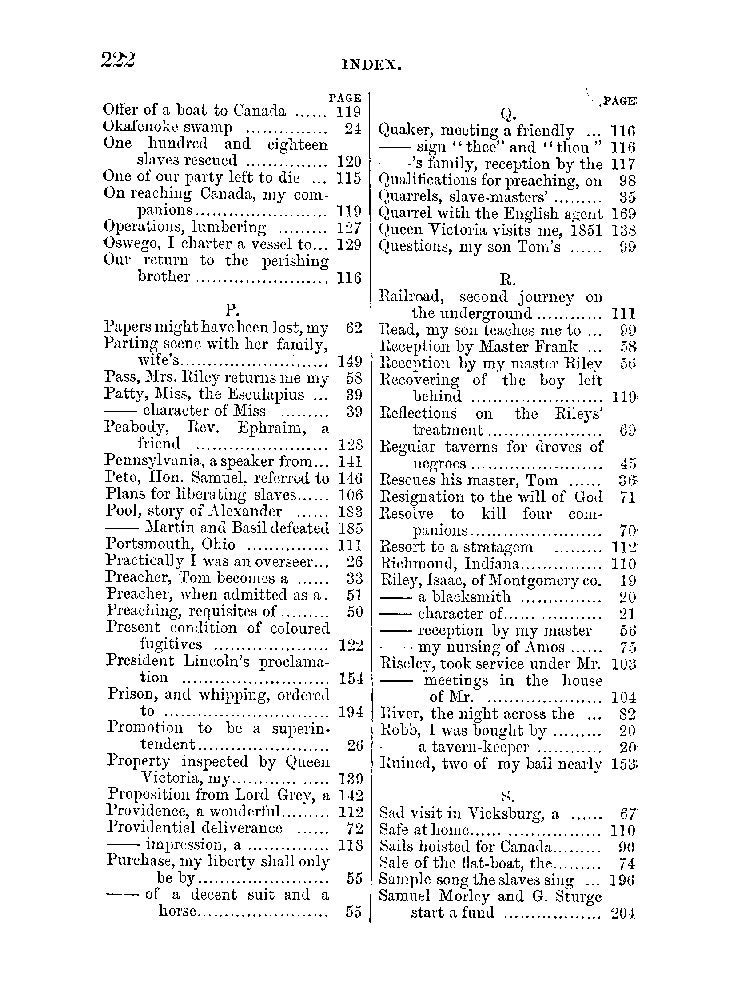 222
INDEX.
PAGE
Offer of a boat to Canada ...... 119
Okafenoke swamp .............. 24
One hundred and eighteen
slaves rescued .............. 120
One of our party left to die ... 115
On reaching Canada, my com-
panions....................... 119
Operations, lumbering ......... 127
Oswego, I charter a vessel to... 129
Our return to the perishing
brother ....................... 116
P.
Papers might have been lost, my 62
Parting scene with her family,
wife's......................... 149
Pass, Mrs. Riley returns me my 58
Patty, Miss, the Esculapius ... 39
—— character of Miss ......... 39
Peabody, Rev. Ephraim, a
friend ....................... 128
Pennsylvania, a speaker from... 141
Peto, Hon. Samuel, referred to 146
Plans for liberating slaves...... 106
Pool, story of Alexander ...... 183
—— Martin and Basil defeated 185
Portsmouth, Ohio ............... 111
Practically I was an overseer... 26
Preacher, Tom becomes a ...... 33
Preacher, when admitted as a. 51
Preaching, requisites of ......... 50
Present condition of coloured
fugitives .................... 122
President Lincoln's proclama-
tion ......................... 154
Prison, and whipping, ordered
to ............................ 194
Promotion to be a superin-
tendent....................... 26
Property inspected by Queen
Victoria, my................. 139
Proposition from Lord Grey, a 142
Providence, a wonderful......... 112
Providential deliverance ...... 72
—— impression, a .............. 118
Purchase, my liberty shall only
be by....................... 55
—— of a decent suit and a
horse....................... 55
PAGE
Q.
Quaker, meeting a friendly ... 116
—— sign "thee" and "thou" 116
-'s family, reception by the 117
Qualifications for preaching, on 98
Quarrels, slave-masters' ......... 35
Quarrel with the English agent 169
Queen Victoria visits me, 1851 138
Questions, my son Tom's ...... 99
R.
Railroad, second journey on
the underground ............ 111
Read, my son teaches me to ... 99
Reception by Master Frank ... 58
Reception by my master Riley 56
Recovering of the boy left
behind ....................... 119
Reflections on the Rileys'
treatment .................... 69
Regular taverns for droves of
negroes ....................... 45
Rescues his master, Tom ...... 36
Resignation to the will of God 71
Resolve to kill four com-
panions....................... 70
Resort to a stratagem ......... 112
Richmond, Indiana.............. 110
Riley, Isaac, of Montgomery co. 19
—— a blacksmith .............. 20
—— character of................. 21
—— reception by my master 56
- my nursing of Amos ...... 75
Riseley, took service under Mr. 103
—— meetings in the house
of Mr. .................... 104
River, the night across the ... 82
Robb, I was bought by ......... 20
- a tavern-keeper ............ 20
Ruined, two of my bail nearly 153
S.
Sad visit in Vicksburg, a ...... 67
Safe at home....................... 110
Sails hoisted for Canada......... 90
Sale of the flat-boat, the......... 74
Sample song the slaves sing ... 196
Samuel Morley and G. Sturge
start a fund .................. 204